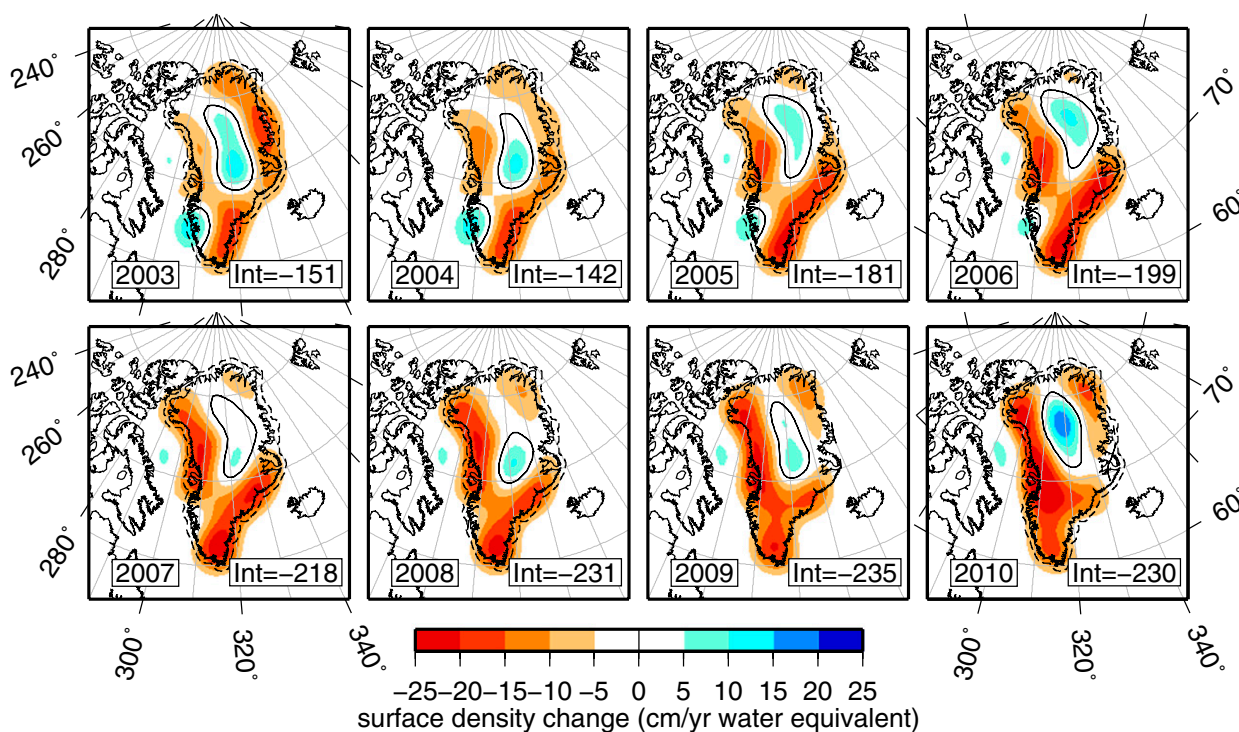 240°
260°
280°
70°
60°
2003 Int=−151
2004 Int=−142
2005 Int=−181
2006 Int=−199
240°
260°
280°
70°
60°
2007 Int=−218
2008 Int=−231
2009 Int=−235
2010 Int=−230
300° 320° 340°
300° 320° 340°
−25 −20 −15 −10 −5 0 5 10 15 20 25
surface density change (cm/yr water equivalent)